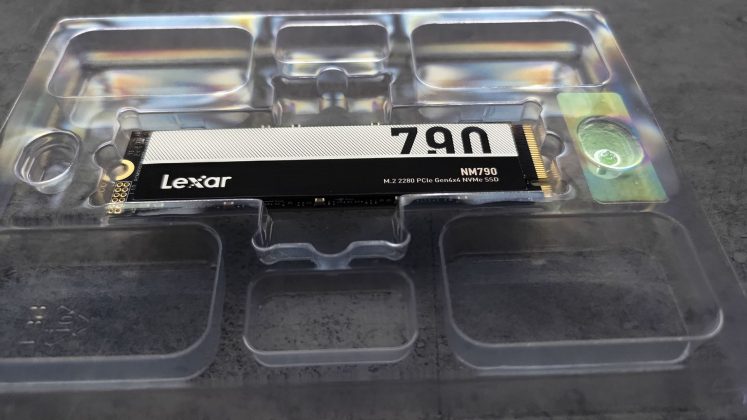 790
Lexar
NM790
M.2 2280 PCIe Gen4x4 NVMe SSD